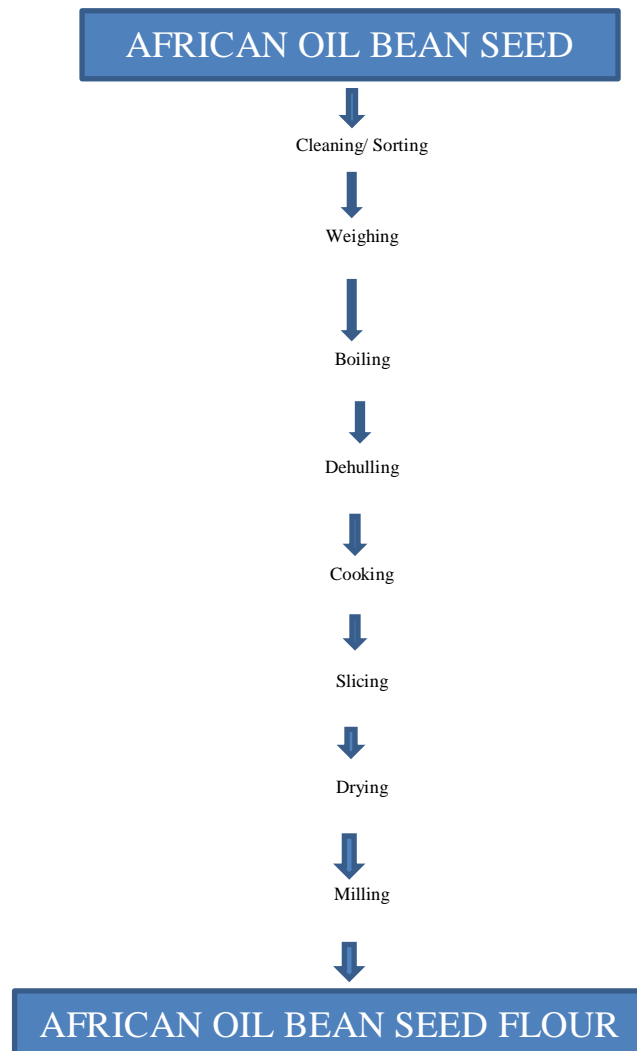 AFRICAN OIL BEAN SEED
Cleaning/ Sorting
Weighing
Boiling
Dehulling
Cooking
Slicing
Drying
Milling
AFRICAN OIL BEAN SEED FLOUR